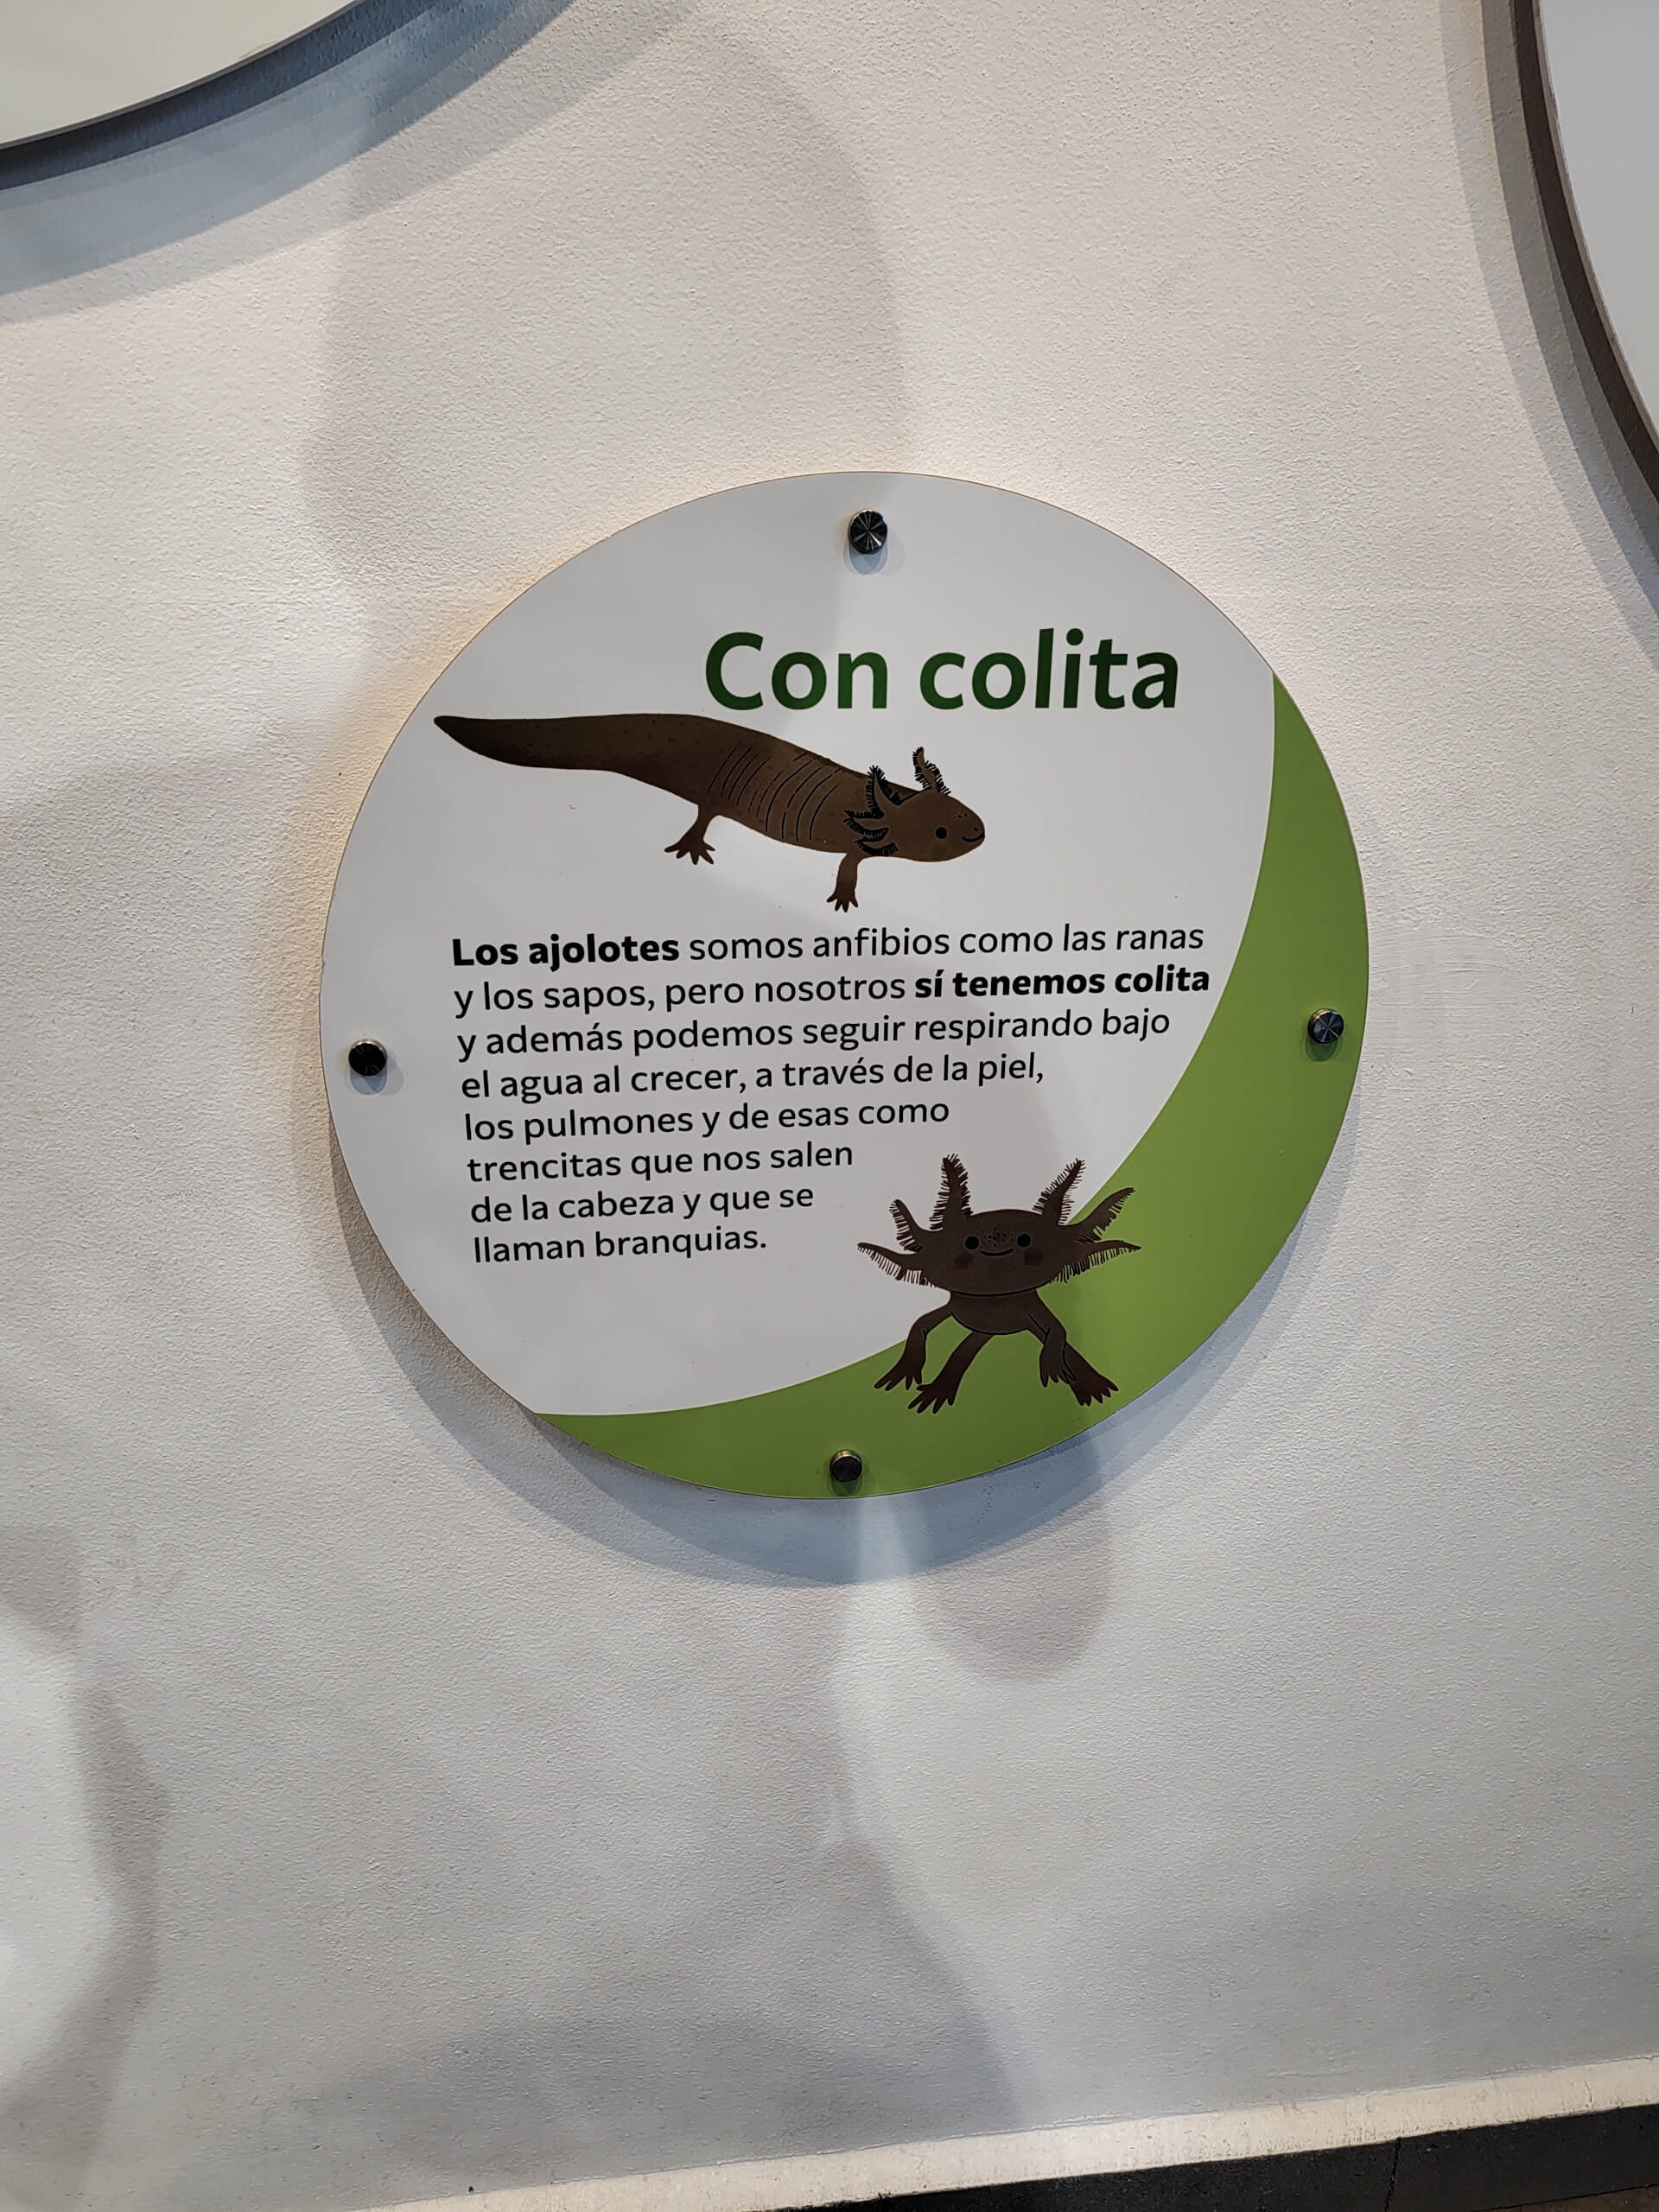 Con colita
Los ajolotes somos anfibios como las ranas
y los sapos, pero nosotros sí tenemos colita
y además podemos seguir respirando bajo
el agua al crecer, a través de la piel,
los pulmones y de esas como
trencitas que nos salen
de la cabeza y que se
llaman branquias.